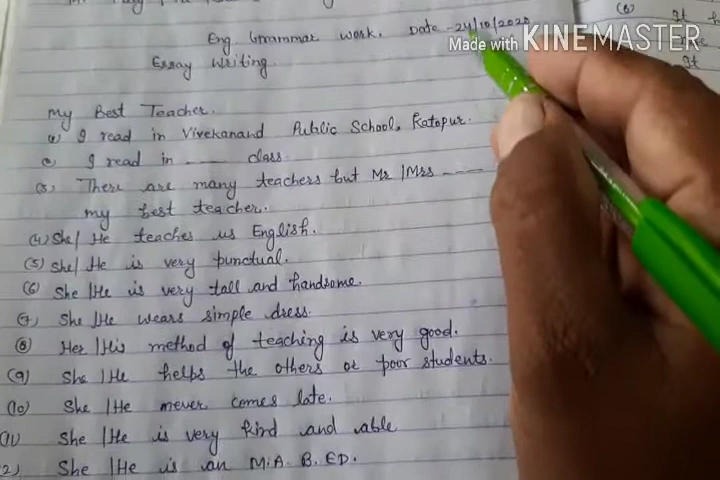 Eng Grammar work. Date - 24/10/2020
Made with KINEMASTER
Essay Writing
My Best Teacher.
(1) I read in Vivekanand Public School, Ratapur.
(2) I read in ---- class.
(3) There are many teachers but Mr /Mrs ----
my best teacher.
(4) She/ He teaches us English.
(5) She/ He is very punctual.
(6) She /He is very tall and handsome.
(7) She /He wears simple dress.
(8) Her /His method of teaching is very good.
(9) She /He helps the others or poor students.
(10) She /He never comes late.
(11) She /He is very kind and able
2) She /He is an M.A. B.ED.
(8) It
It